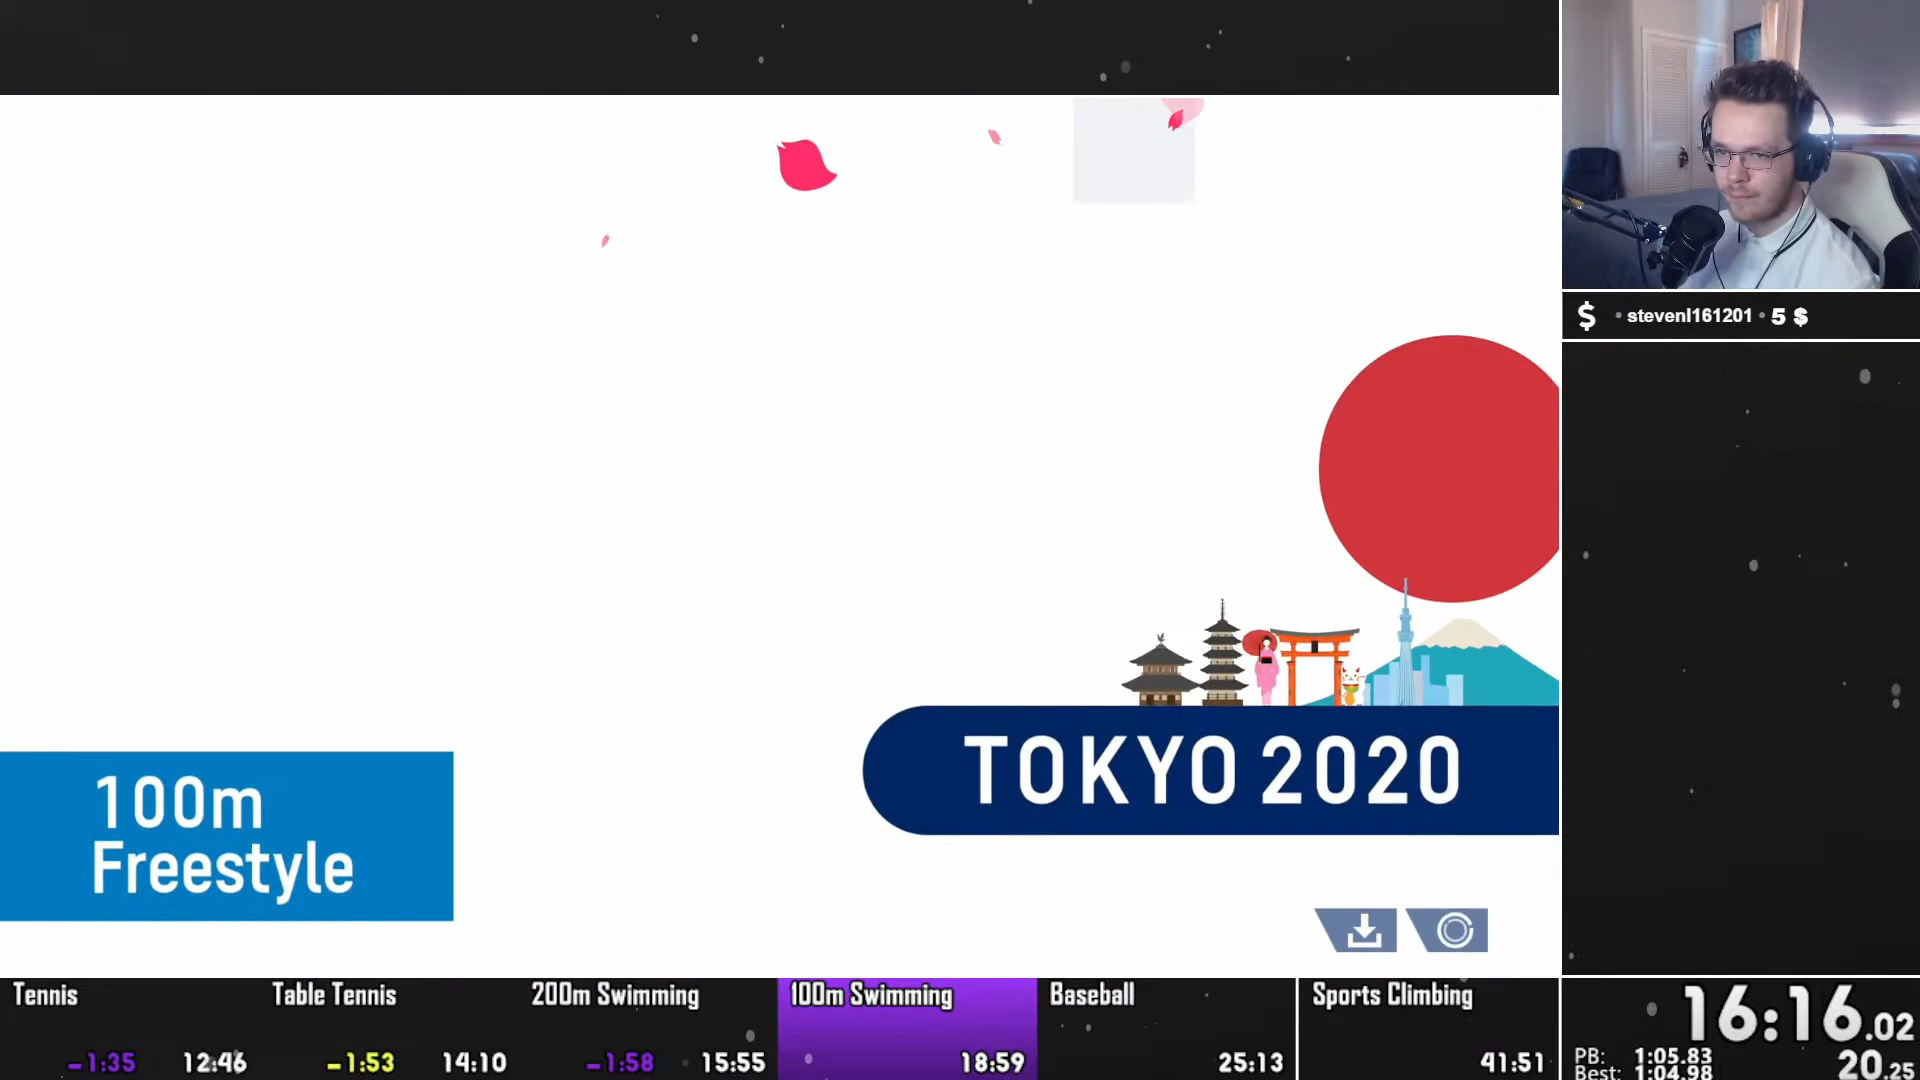 $ • stevenl161201 • 5 $
TOKYO 2020
100m
Freestyle
Tennis
-1:35 12:46
Table Tennis
-1:53 14:10
200m Swimming
-1:58 15:55
100m Swimming
18:59
Baseball
25:13
Sports Climbing
41:51
16:16.02
PB: 1:05.83
Best: 1:04.98
20.25